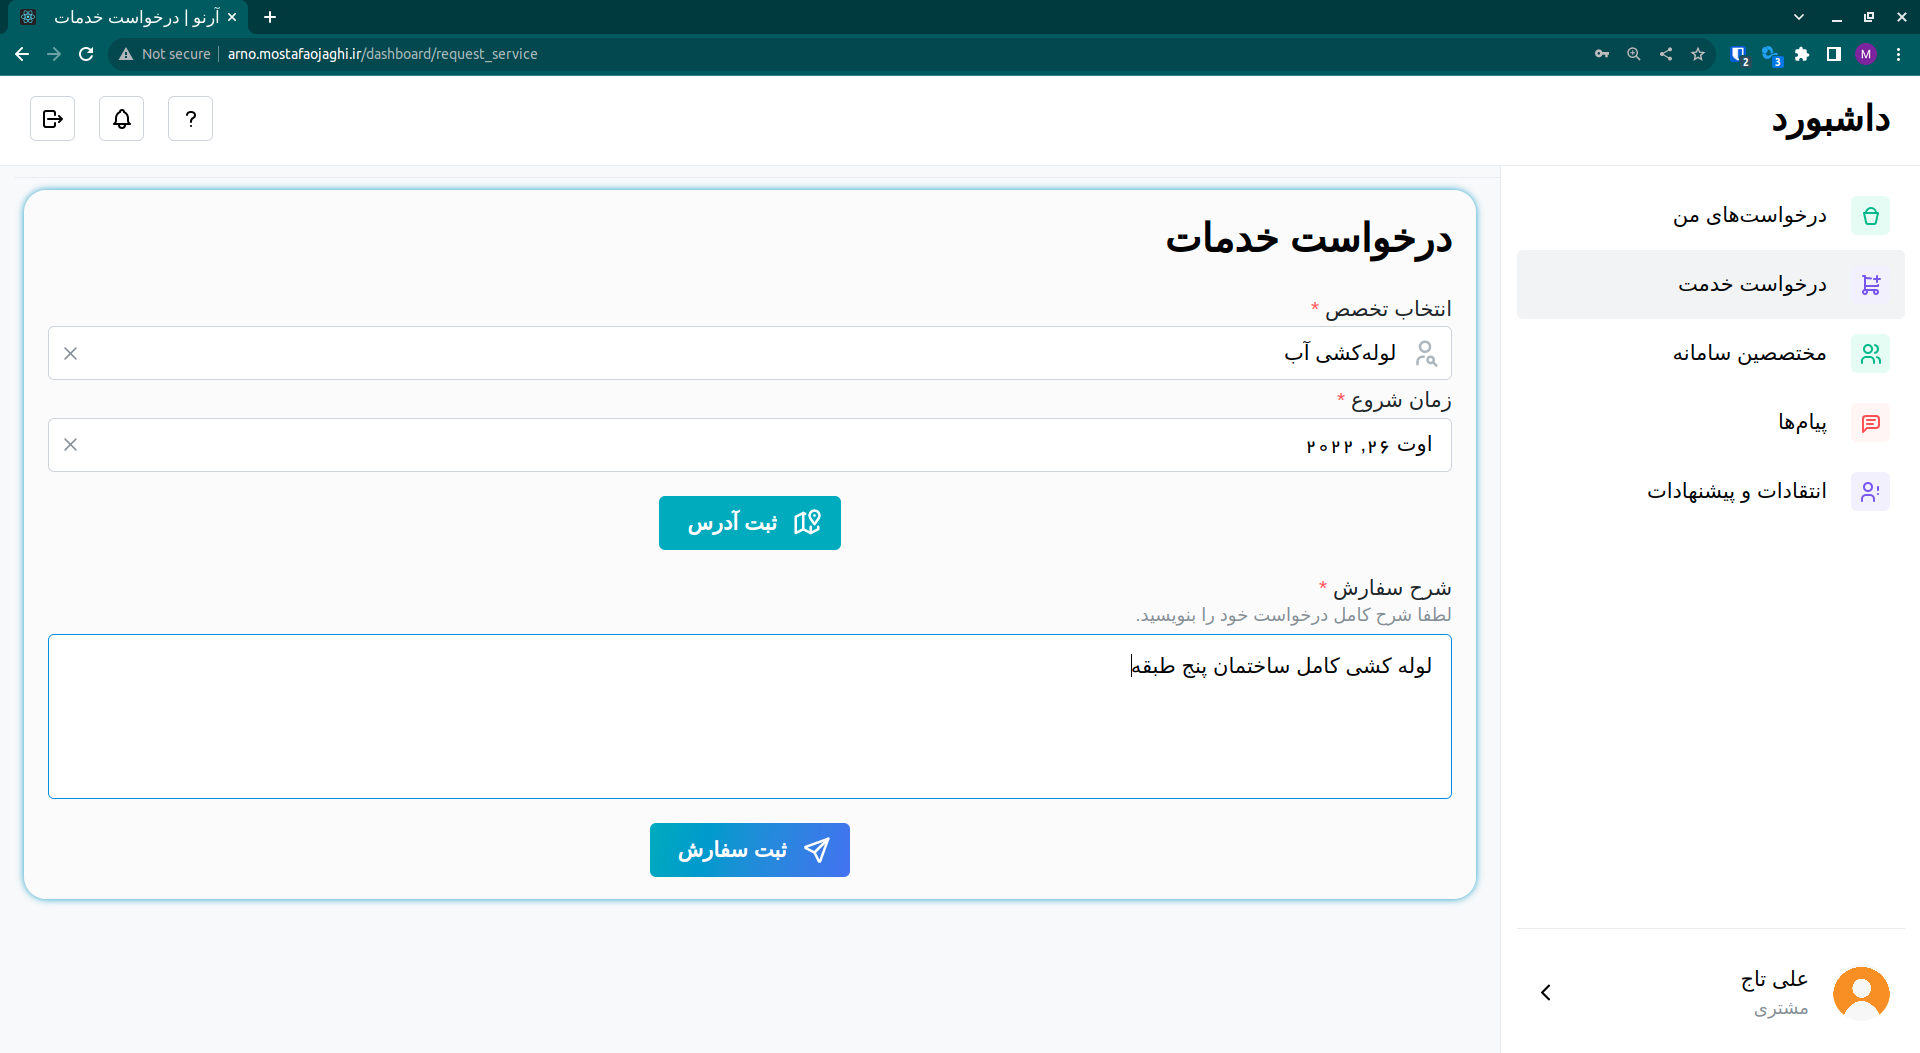 آرنو | درخواست خدمات
Not secure
arno.mostafaojaghi.ir/dashboard/request_service
2
3
M
داشبورد
?
درخواست‌های من
درخواست خدمت
مختصصین سامانه
پیام‌ها
انتقادات و پیشنهادات
درخواست خدمات
انتخاب تخصص *
لوله‌کشی آب
زمان شروع *
اوت ۲۶, ۲۰۲۲
ثبت آدرس
شرح سفارش *
لطفا شرح کامل درخواست خود را بنویسید.
لوله کشی کامل ساختمان پنج طبقه
ثبت سفارش
علی تاج
مشتری